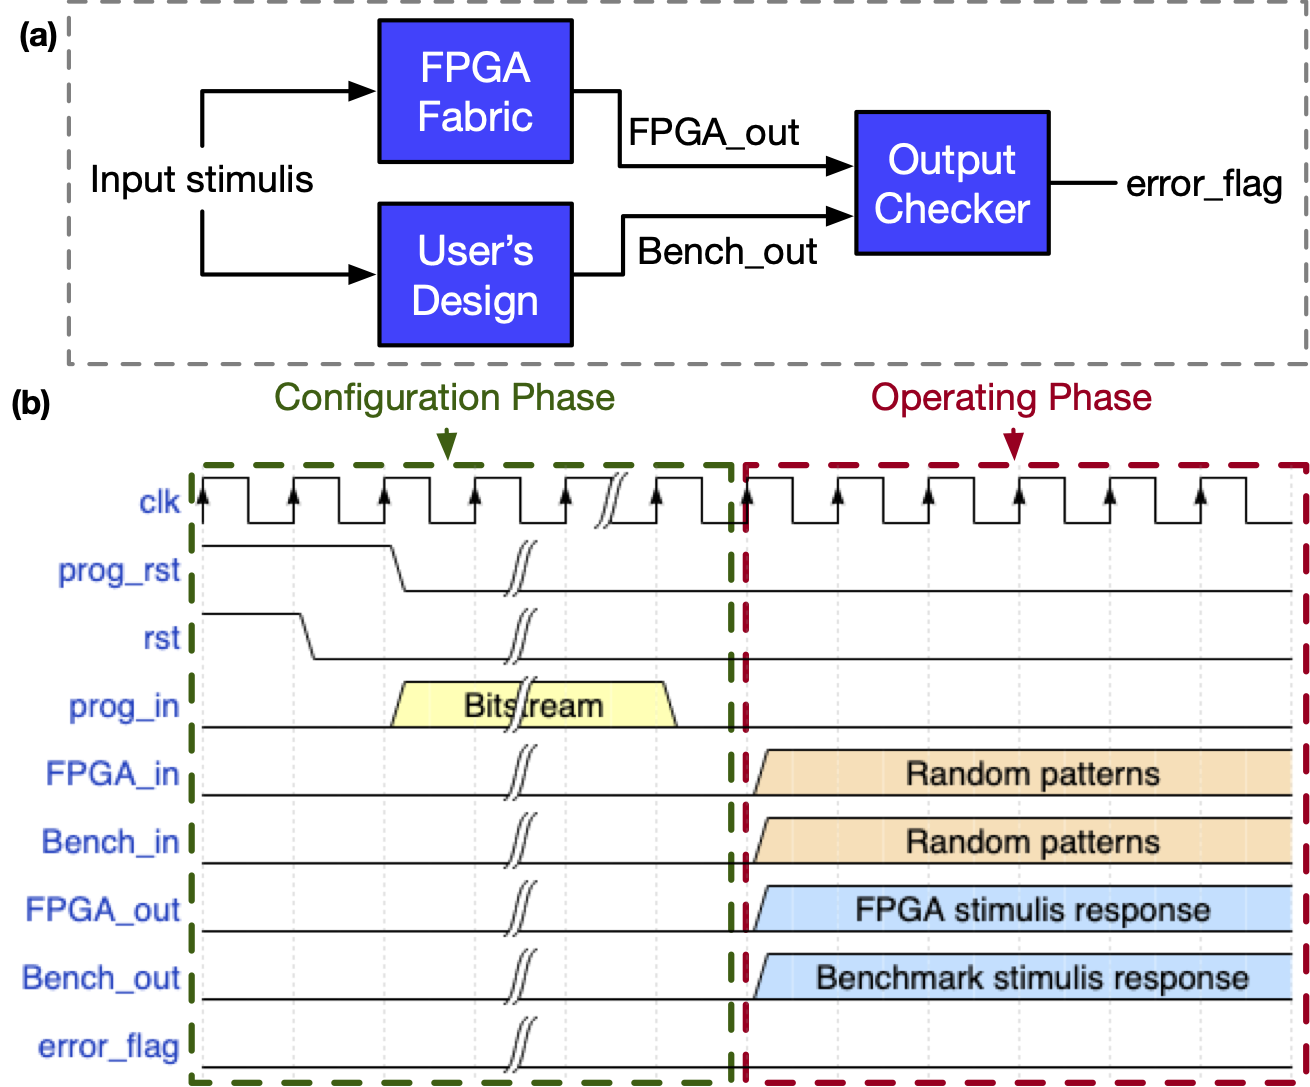 (a)
FPGA
Fabric
FPGA_out
Input stimulis
Output
Checker
error_flag
User's
Design
Bench_out
(b)
Configuration Phase
Operating Phase
clk
prog_rst
rst
prog_in
Bitstream
FPGA_in
Random patterns
Bench_in
Random patterns
FPGA_out
FPGA stimulis response
Bench_out
Benchmark stimulis response
error_flag